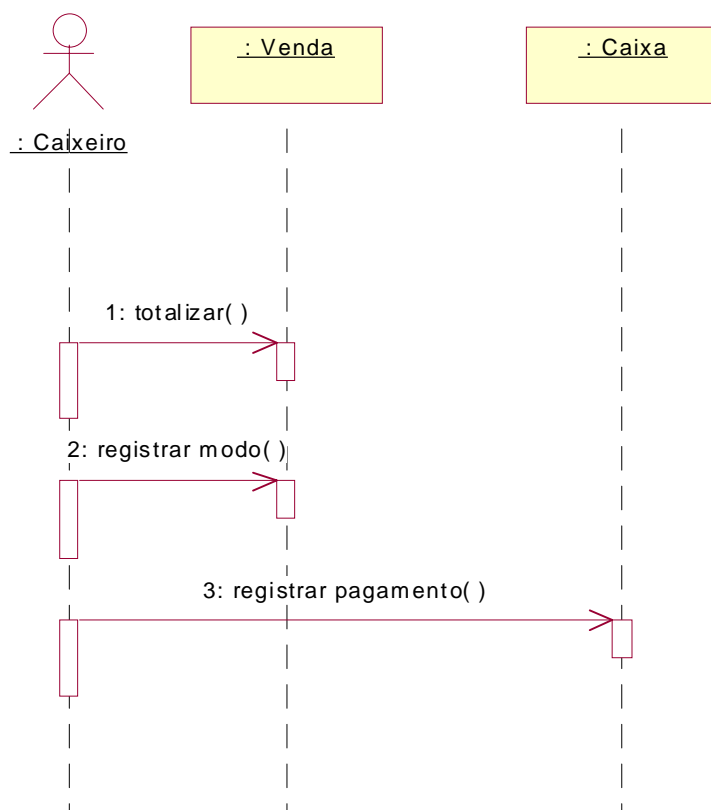 : Venda
: Caixa
: Caixeiro
1: totalizar( )
2: registrar modo( )
3: registrar pagamento( )